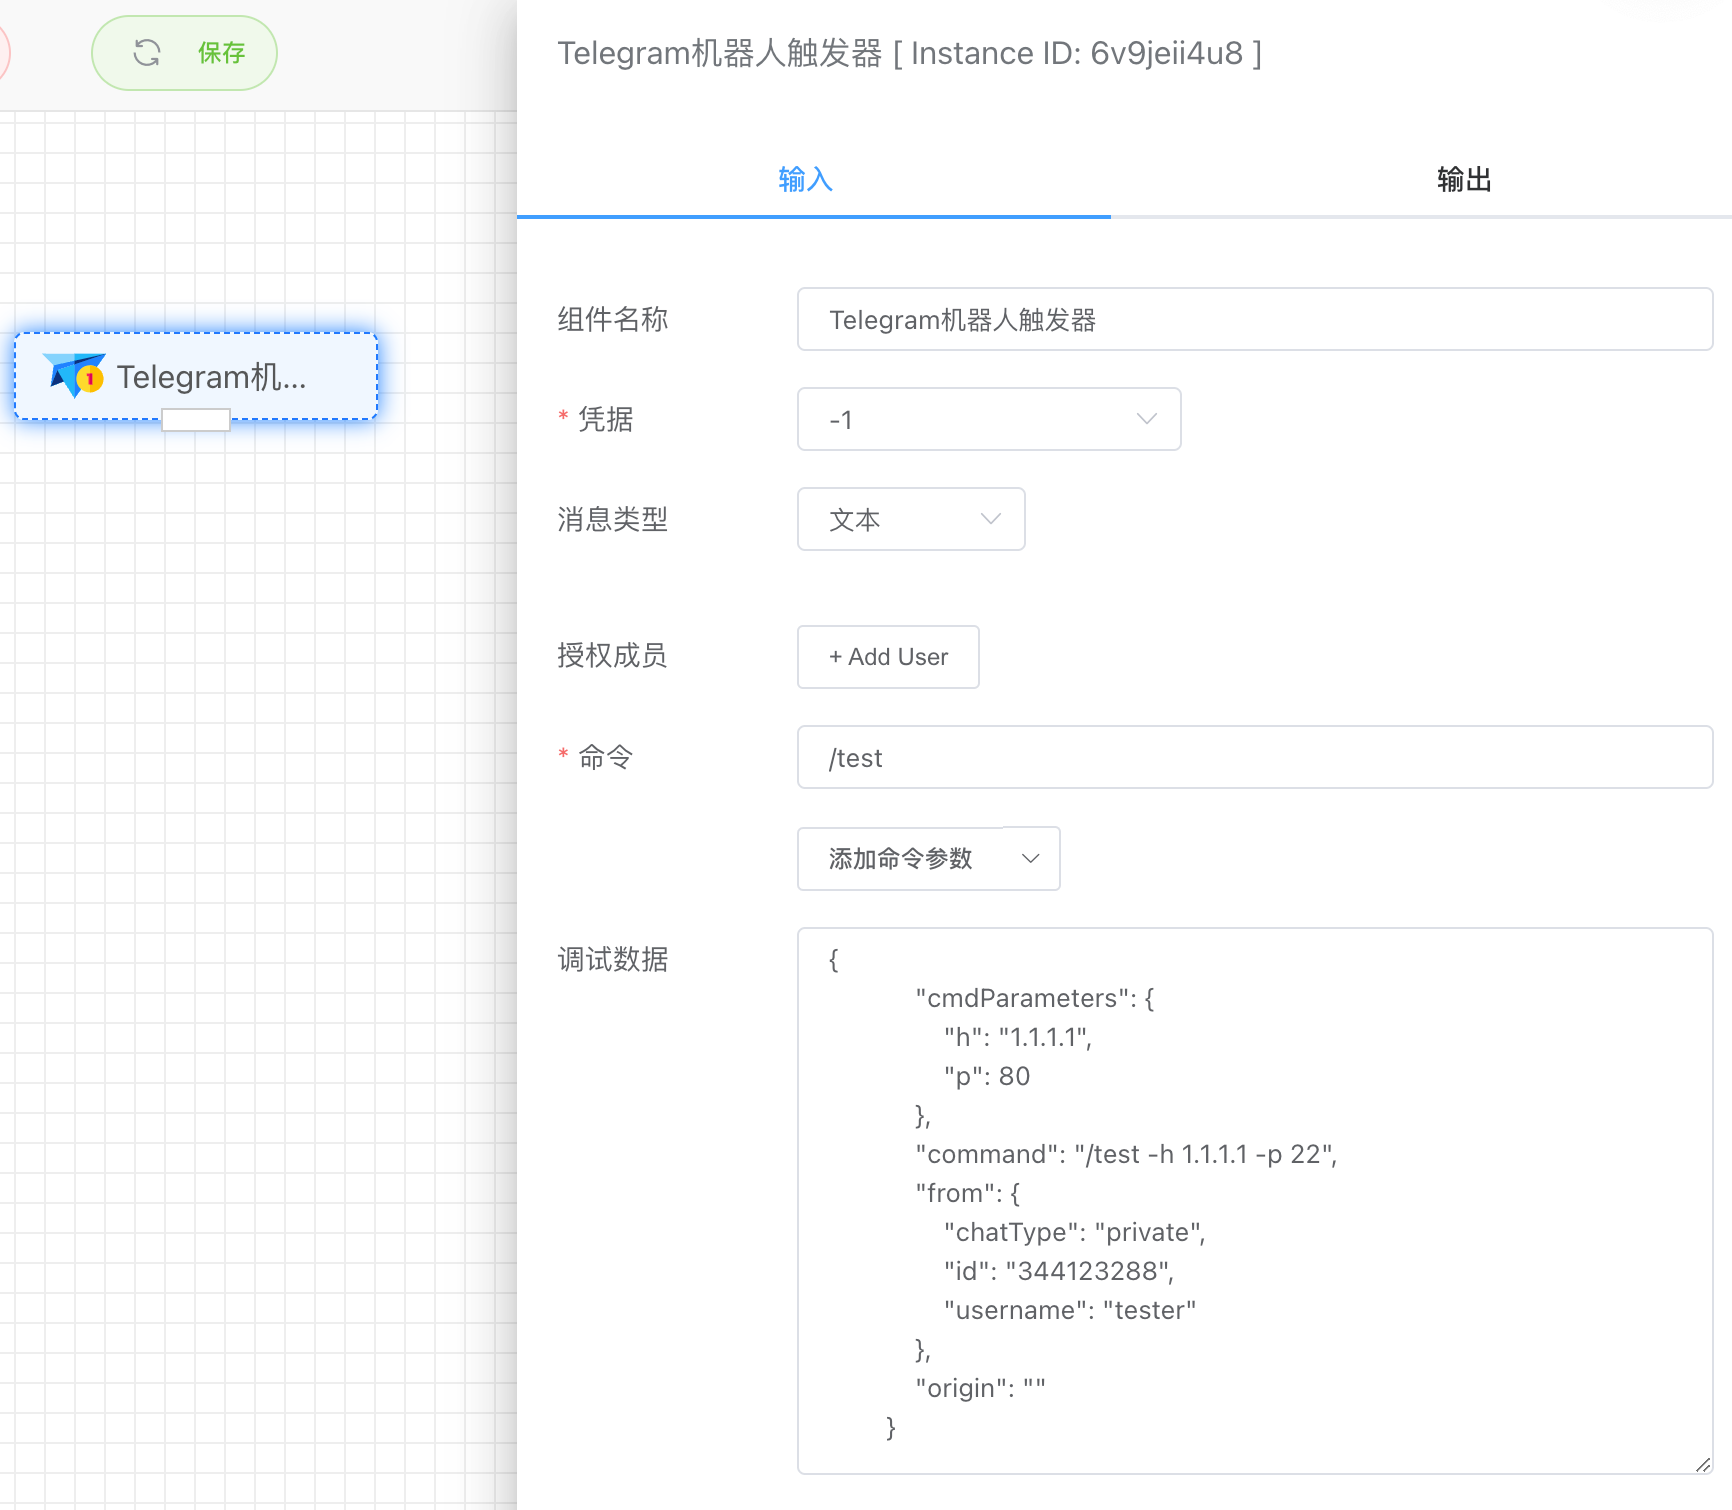 保存
Telegram机器人触发器 [ Instance ID: 6v9jeii4u8 ]
输入
输出
1
Telegram机...
组件名称
Telegram机器人触发器
* 凭据
-1
消息类型
文本
授权成员
+ Add User
* 命令
/test
添加命令参数
调试数据
{
"cmdParameters": {
"h": "1.1.1.1",
"p": 80
},
"command": "/test -h 1.1.1.1 -p 22",
"from": {
"chatType": "private",
"id": "344123288",
"username": "tester"
},
"origin": ""
}